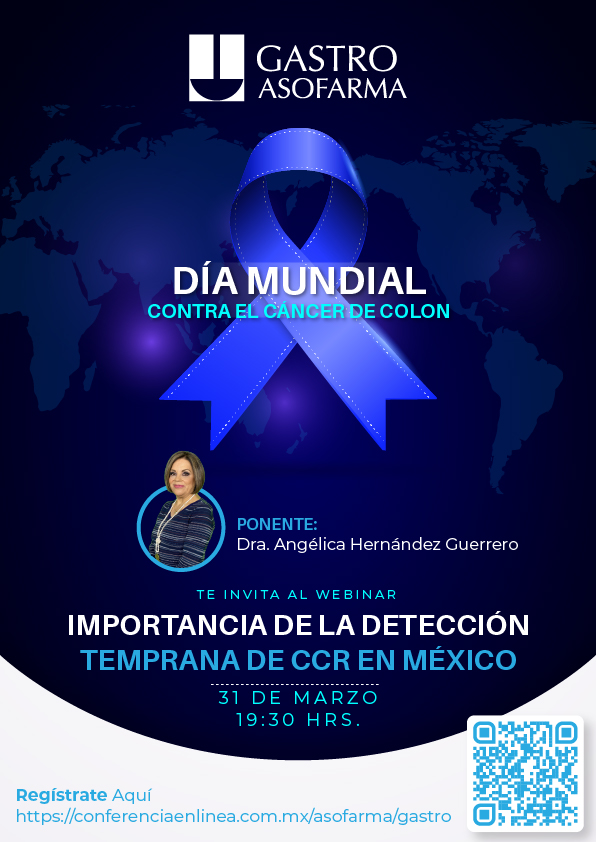 GASTRO
ASOFARMA
DÍA MUNDIAL
CONTRA EL CÁNCER DE COLON
PONENTE:
Dra. Angélica Hernández Guerrero
TE INVITA AL WEBINAR
IMPORTANCIA DE LA DETECCIÓN
TEMPRANA DE CCR EN MÉXICO
31 DE MARZO
19:30 HRS.
Regístrate Aquí
https://conferenciaenlinea.com.mx/asofarma/gastro